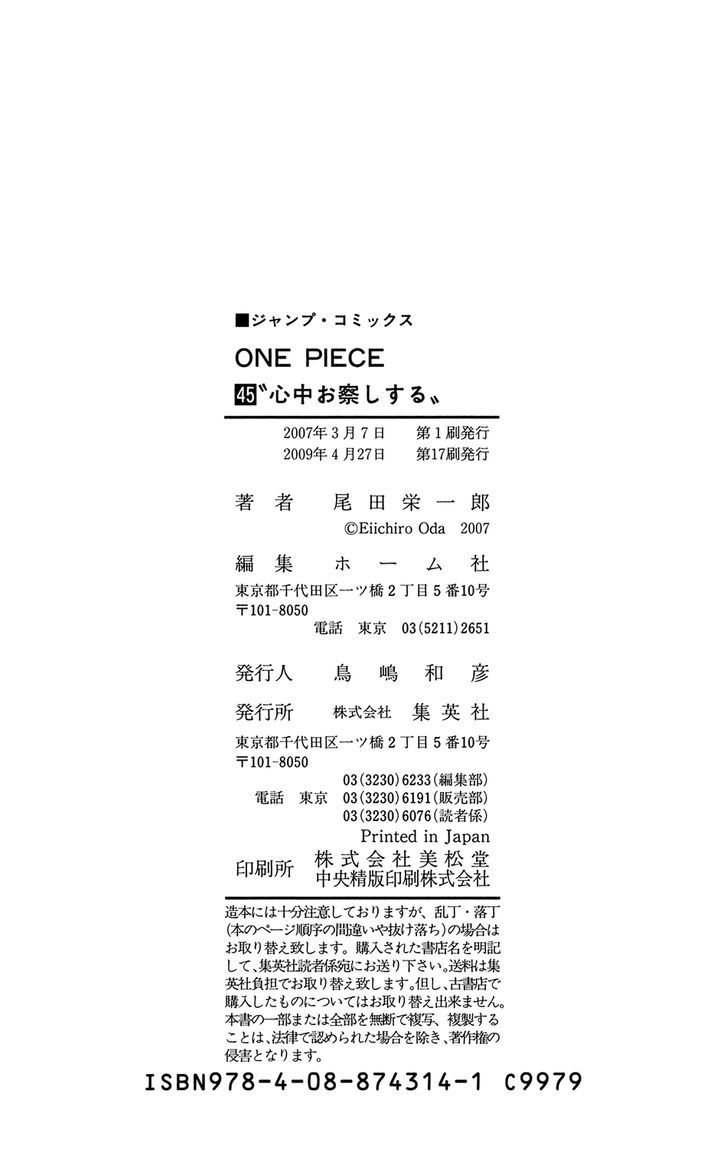 ■ジャンプ・コミックス
ONE PIECE
45〝心中お察しする〟
2007年3月7日　第1刷発行
2009年4月27日　第17刷発行
著者　尾田栄一郎
©Eiichiro Oda 2007
編集　ホーム社
東京都千代田区一ツ橋2丁目5番10号
〒101-8050
電話　東京　03(5211)2651
発行人　鳥嶋和彦
発行所　株式会社　集英社
東京都千代田区一ツ橋2丁目5番10号
〒101-8050
03(3230)6233(編集部)
電話　東京　03(3230)6191(販売部)
03(3230)6076(読者係)
Printed in Japan
印刷所　株式会社美松堂
中央精版印刷株式会社
造本には十分注意しておりますが、乱丁・落丁
(本のページ順序の間違いや抜け落ち)の場合は
お取り替え致します。購入された書店名を明記
して、集英社読者係宛にお送り下さい。送料は集
英社負担でお取り替え致します。但し、古書店で
購入したものについてはお取り替え出来ません。
本書の一部または全部を無断で複写、複製する
ことは、法律で認められた場合を除き、著作権の
侵害となります。
ISBN978-4-08-874314-1 C9979